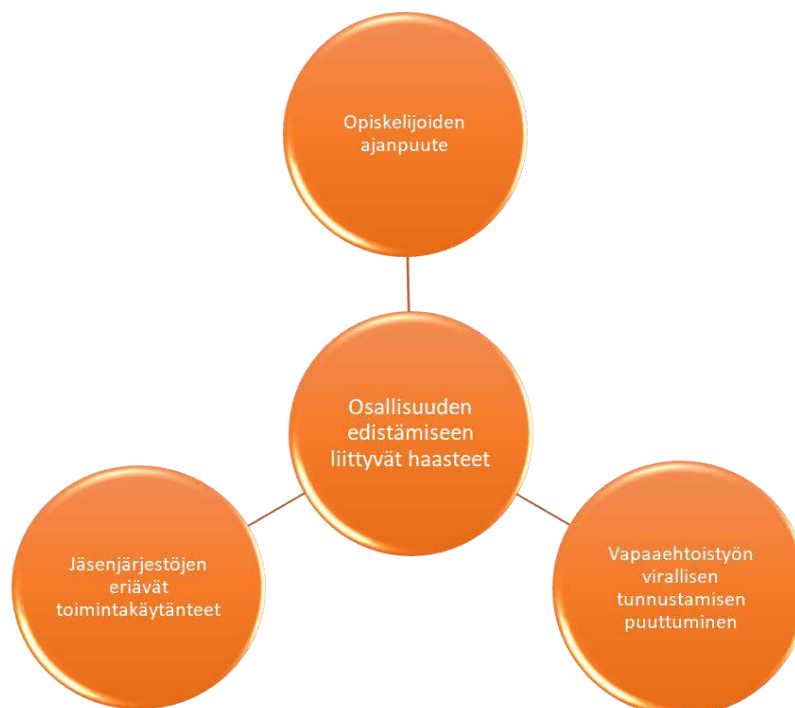 Opiskelijoiden
ajanpuute
Osallisuuden
edistämiseen
liittyvät haasteet
Jäsenjärjestöjen
eriävät
toimintakäytänteet
Vapaaehtoistyön
virallisen
tunnustamisen
puuttuminen